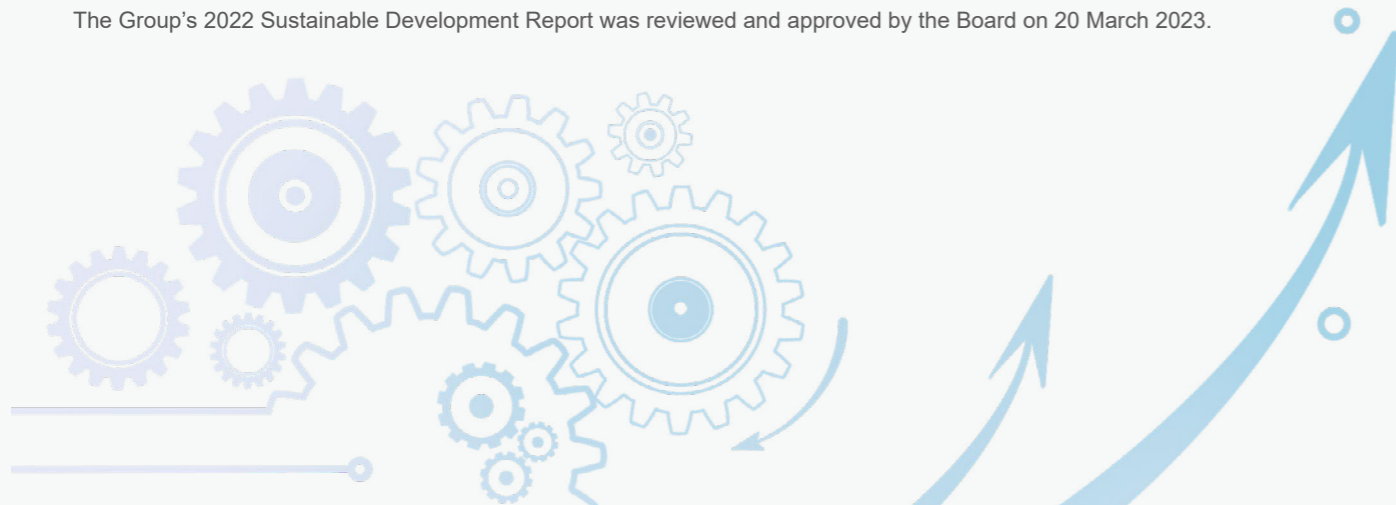 The Group’s 2022 Sustainable Development Report was reviewed and approved by the Board on 20 March 2023.